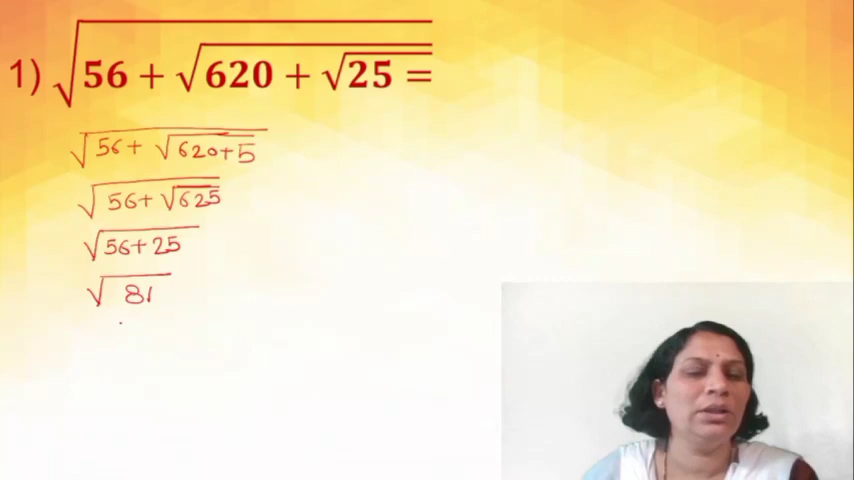 1) √56 + √620 + √25 =
√56 + √620+5
√56+√625
√56+25
√81